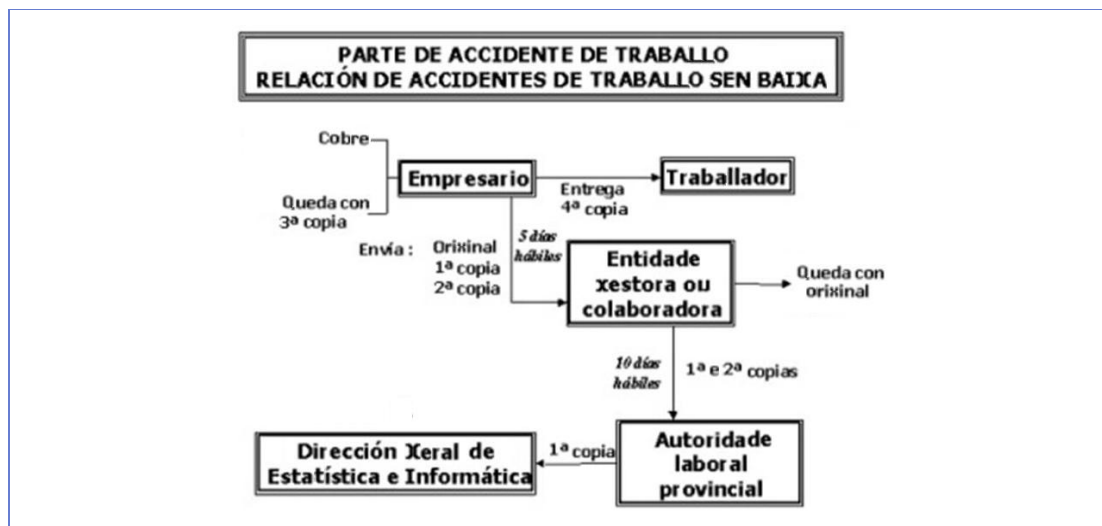 PARTE DE ACCIDENTE DE TRABALLO
RELACIÓN DE ACCIDENTES DE TRABALLO SEN BAIXA
Cobre
Queda con
3ª copia
Empresario
Entrega
4ª copia
Traballador
Envía :
Orixinal
1ª copia
2ª copia
5 días
hábiles
Entidade
xestora ou
colaboradora
Queda con
orixinal
10 días
hábiles
1ª e 2ª copias
Autoridade
laboral
provincial
1ª copia
Dirección Xeral de
Estatística e Informática